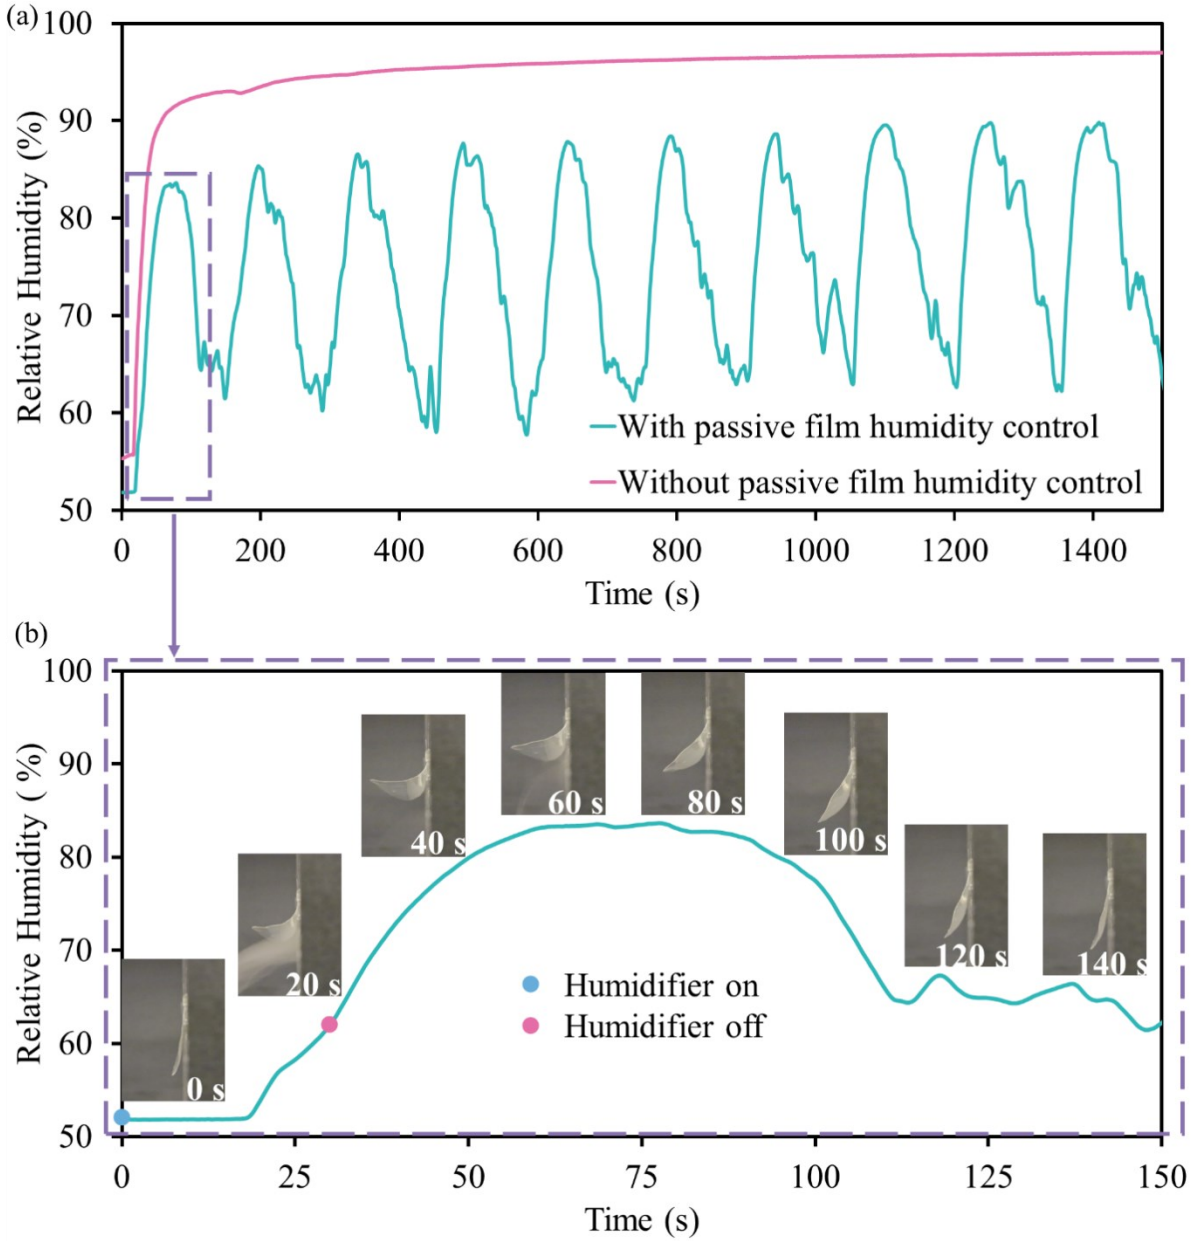 (a)
100
90
80
70
60
50
Relative Humidity (%)
With passive film humidity control
Without passive film humidity control
0 200 400 600 800 1000 1200 1400
Time (s)
(b)
100
90
80
70
60
50
Relative Humidity ( %)
0 s
20 s
40 s
60 s
80 s
100 s
120 s
140 s
Humidifier on
Humidifier off
0 25 50 75 100 125 150
Time (s)